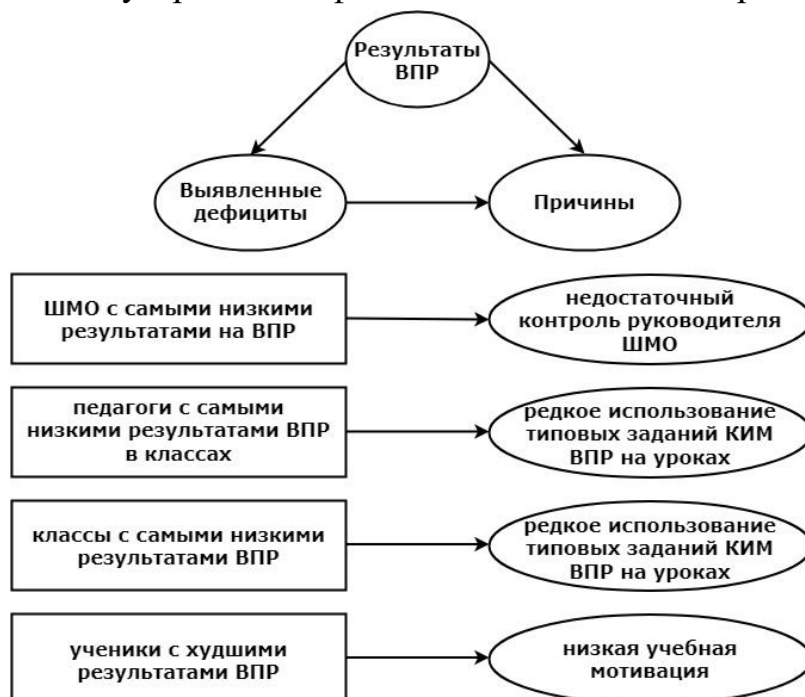 Результаты
ВПР
Выявленные
дефициты
Причины
ШМО с самыми низкими
результатами на ВПР
недостаточный
контроль руководителя
ШМО
педагоги с самыми
низкими результатами ВПР
в классах
редкое использование
типовых заданий КИМ
ВПР на уроках
классы с самыми низкими
результатами ВПР
редкое использование
типовых заданий КИМ
ВПР на уроках
ученики с худшими
результатами ВПР
низкая учебная
мотивация